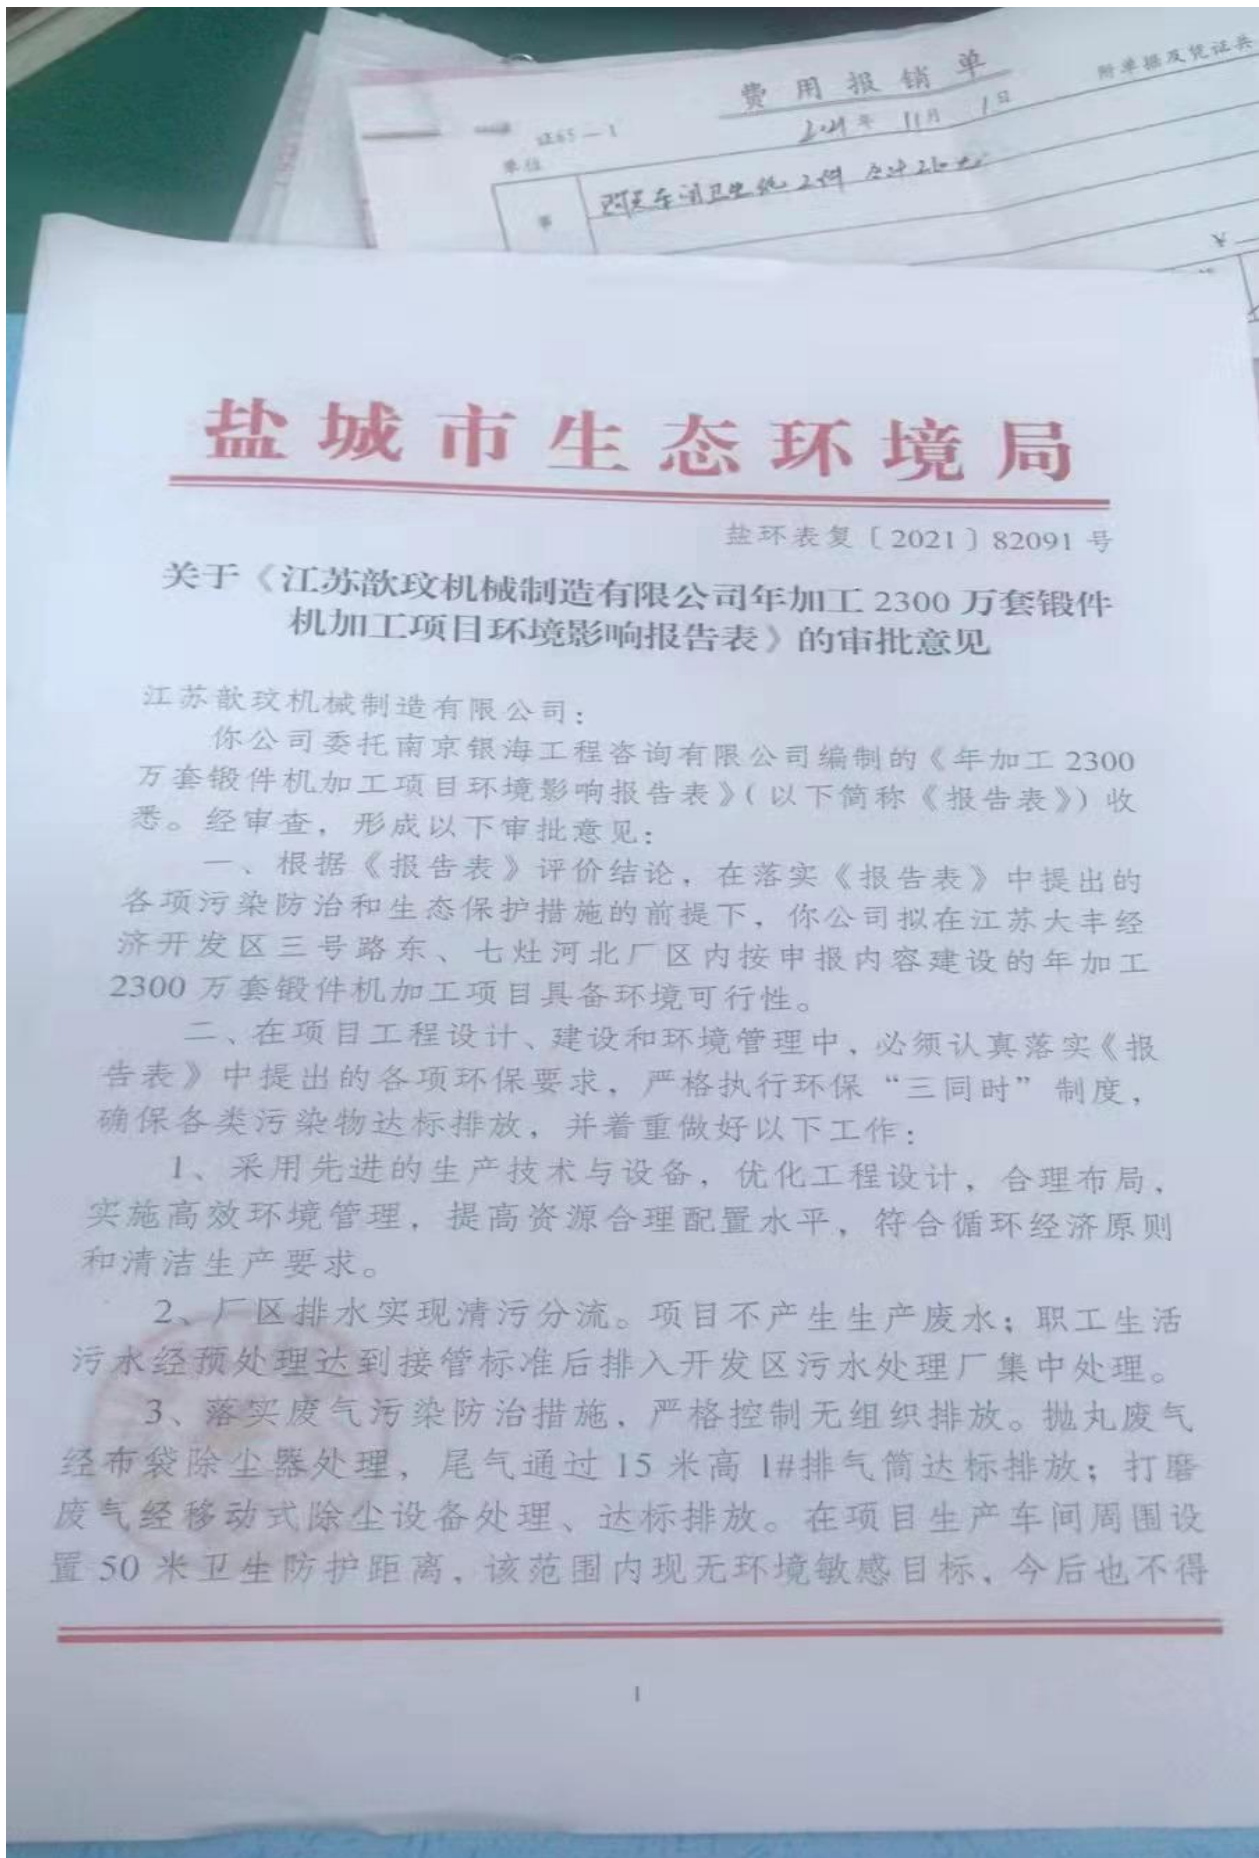 费用报销单
附单据及凭证共
2021年 11月 1日
单位
事
¥
盐城市生态环境局
盐环表复〔2021〕82091 号
关于《江苏歆玟机械制造有限公司年加工 2300 万套锻件
机加工项目环境影响报告表》的审批意见
江苏歆玟机械制造有限公司：
你公司委托南京银海工程咨询有限公司编制的《年加工 2300
万套锻件机加工项目环境影响报告表》（以下简称《报告表》）收
悉。经审查，形成以下审批意见：
一、根据《报告表》评价结论，在落实《报告表》中提出的
各项污染防治和生态保护措施的前提下，你公司拟在江苏大丰经
济开发区三号路东、七灶河北厂区内按申报内容建设的年加工
2300 万套锻件机加工项目具备环境可行性。
二、在项目工程设计、建设和环境管理中，必须认真落实《报
告表》中提出的各项环保要求，严格执行环保“三同时”制度，
确保各类污染物达标排放，并着重做好以下工作：
1、采用先进的生产技术与设备，优化工程设计，合理布局，
实施高效环境管理，提高资源合理配置水平，符合循环经济原则
和清洁生产要求。
2、厂区排水实现清污分流。项目不产生生产废水；职工生活
污水经预处理达到接管标准后排入开发区污水处理厂集中处理。
3、落实废气污染防治措施，严格控制无组织排放。抛丸废气
经布袋除尘器处理，尾气通过 15 米高 1#排气筒达标排放；打磨
废气经移动式除尘设备处理、达标排放。在项目生产车间周围设
置 50 米卫生防护距离，该范围内现无环境敏感目标，今后也不得
1